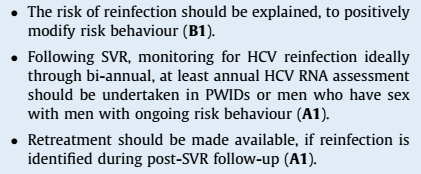 • The risk of reinfection should be explained, to positively
modify risk behaviour (B1).
• Following SVR, monitoring for HCV reinfection ideally
through bi-annual, at least annual HCV RNA assessment
should be undertaken in PWIDs or men who have sex
with men with ongoing risk behaviour (A1).
• Retreatment should be made available, if reinfection is
identified during post-SVR follow-up (A1).